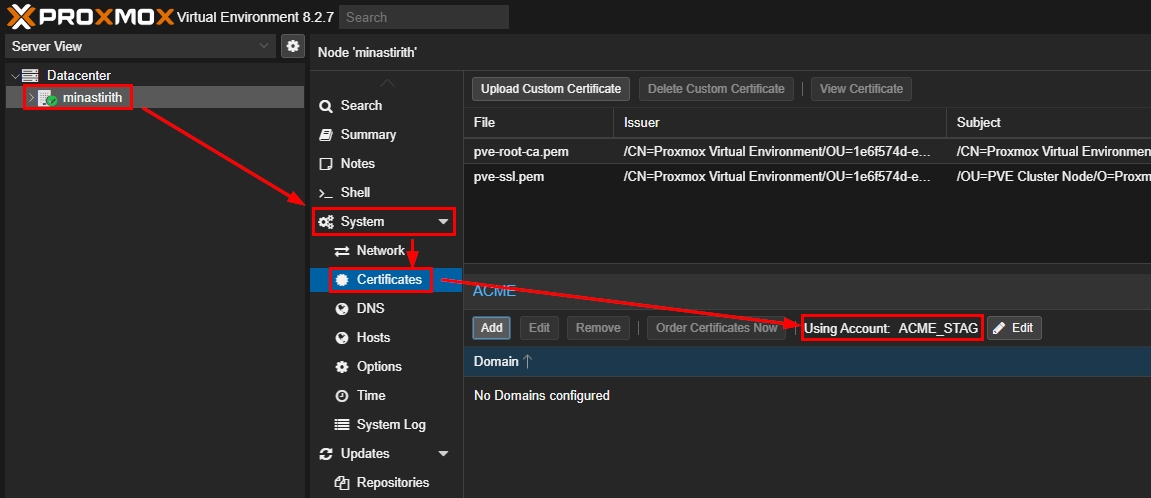 PROXMOX Virtual Environment 8.2.7 Search
Server View
Datacenter
minastirith
Node 'minastirith'
Search
Summary
Notes
Shell
System
Network
Certificates
DNS
Hosts
Options
Time
System Log
Updates
Repositories
Upload Custom Certificate Delete Custom Certificate View Certificate
File Issuer Subject
pve-root-ca.pem /CN=Proxmox Virtual Environment/OU=1e6f574d-e... /CN=Proxmox Virtual Environmen
pve-ssl.pem /CN=Proxmox Virtual Environment/OU=1e6f574d-e... /OU=PVE Cluster Node/O=Proxm
ACME
Add Edit Remove Order Certificates Now Using Account: ACME_STAG Edit
Domain ↑
No Domains configured